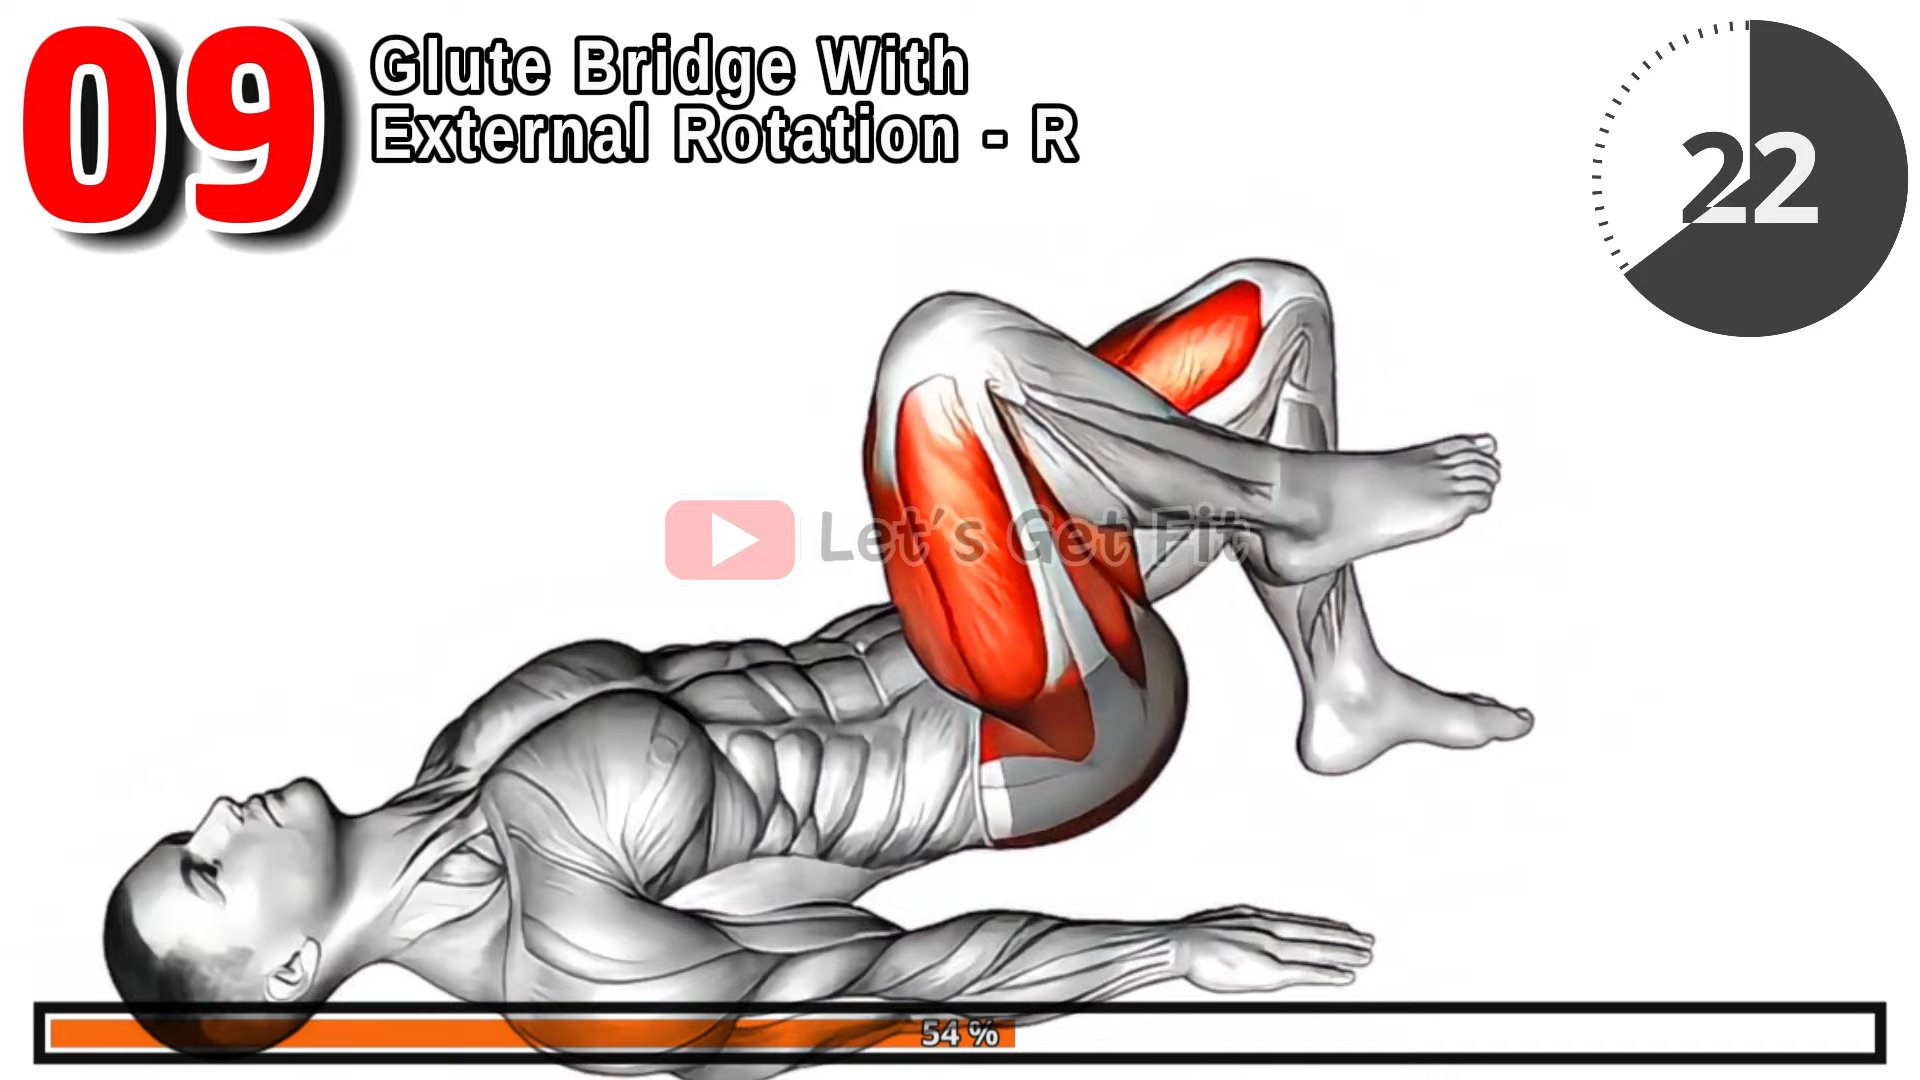 09
Glute Bridge With
External Rotation - R
22
Let's Get Fit
54 %